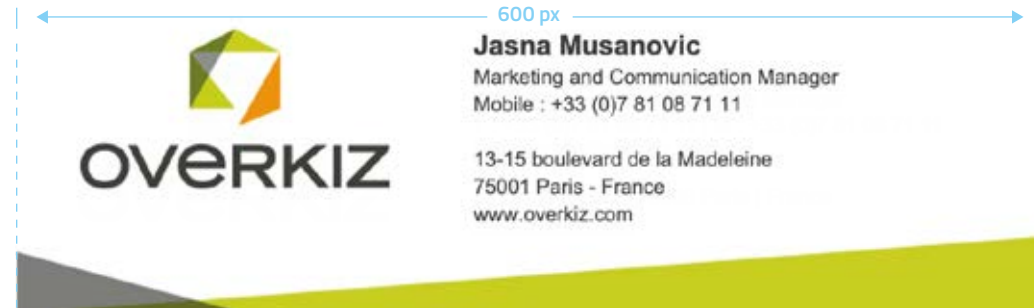 600 px
Jasna Musanovic
Marketing and Communication Manager
Mobile : +33 (0)7 81 08 71 11
OVERKIZ
13-15 boulevard de la Madeleine
75001 Paris - France
www.overkiz.com